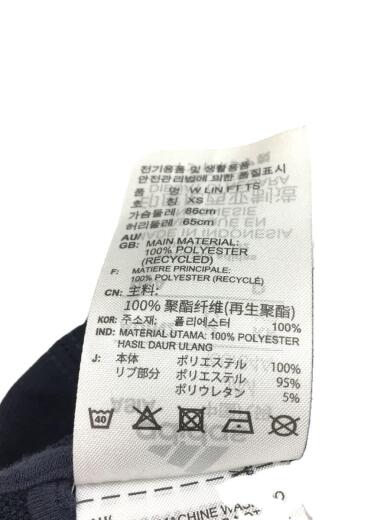 전기용품 및 생활용품
안전관리법에 의한 품질표시
품 명 W LIN FT TS
호 칭 XS
가슴둘레 86cm
허리둘레 65cm
AU/
GB: MAIN MATERIAL:
100% POLYESTER
(RECYCLED)
F: MATIERE PRINCIPALE:
100% POLYESTER (RECYCLÉ)
CN: 主料:
100% 聚酯纤维(再生聚酯)
KOR: 주소재: 폴리에스터 100%
IND: MATERIAL UTAMA: 100% POLYESTER
HASIL DAUR ULANG
J: 本体 ポリエステル 100%
リブ部分 ポリエステル 95%
ポリウレタン 5%
40
ASIA
adidas
MACHINE WAS